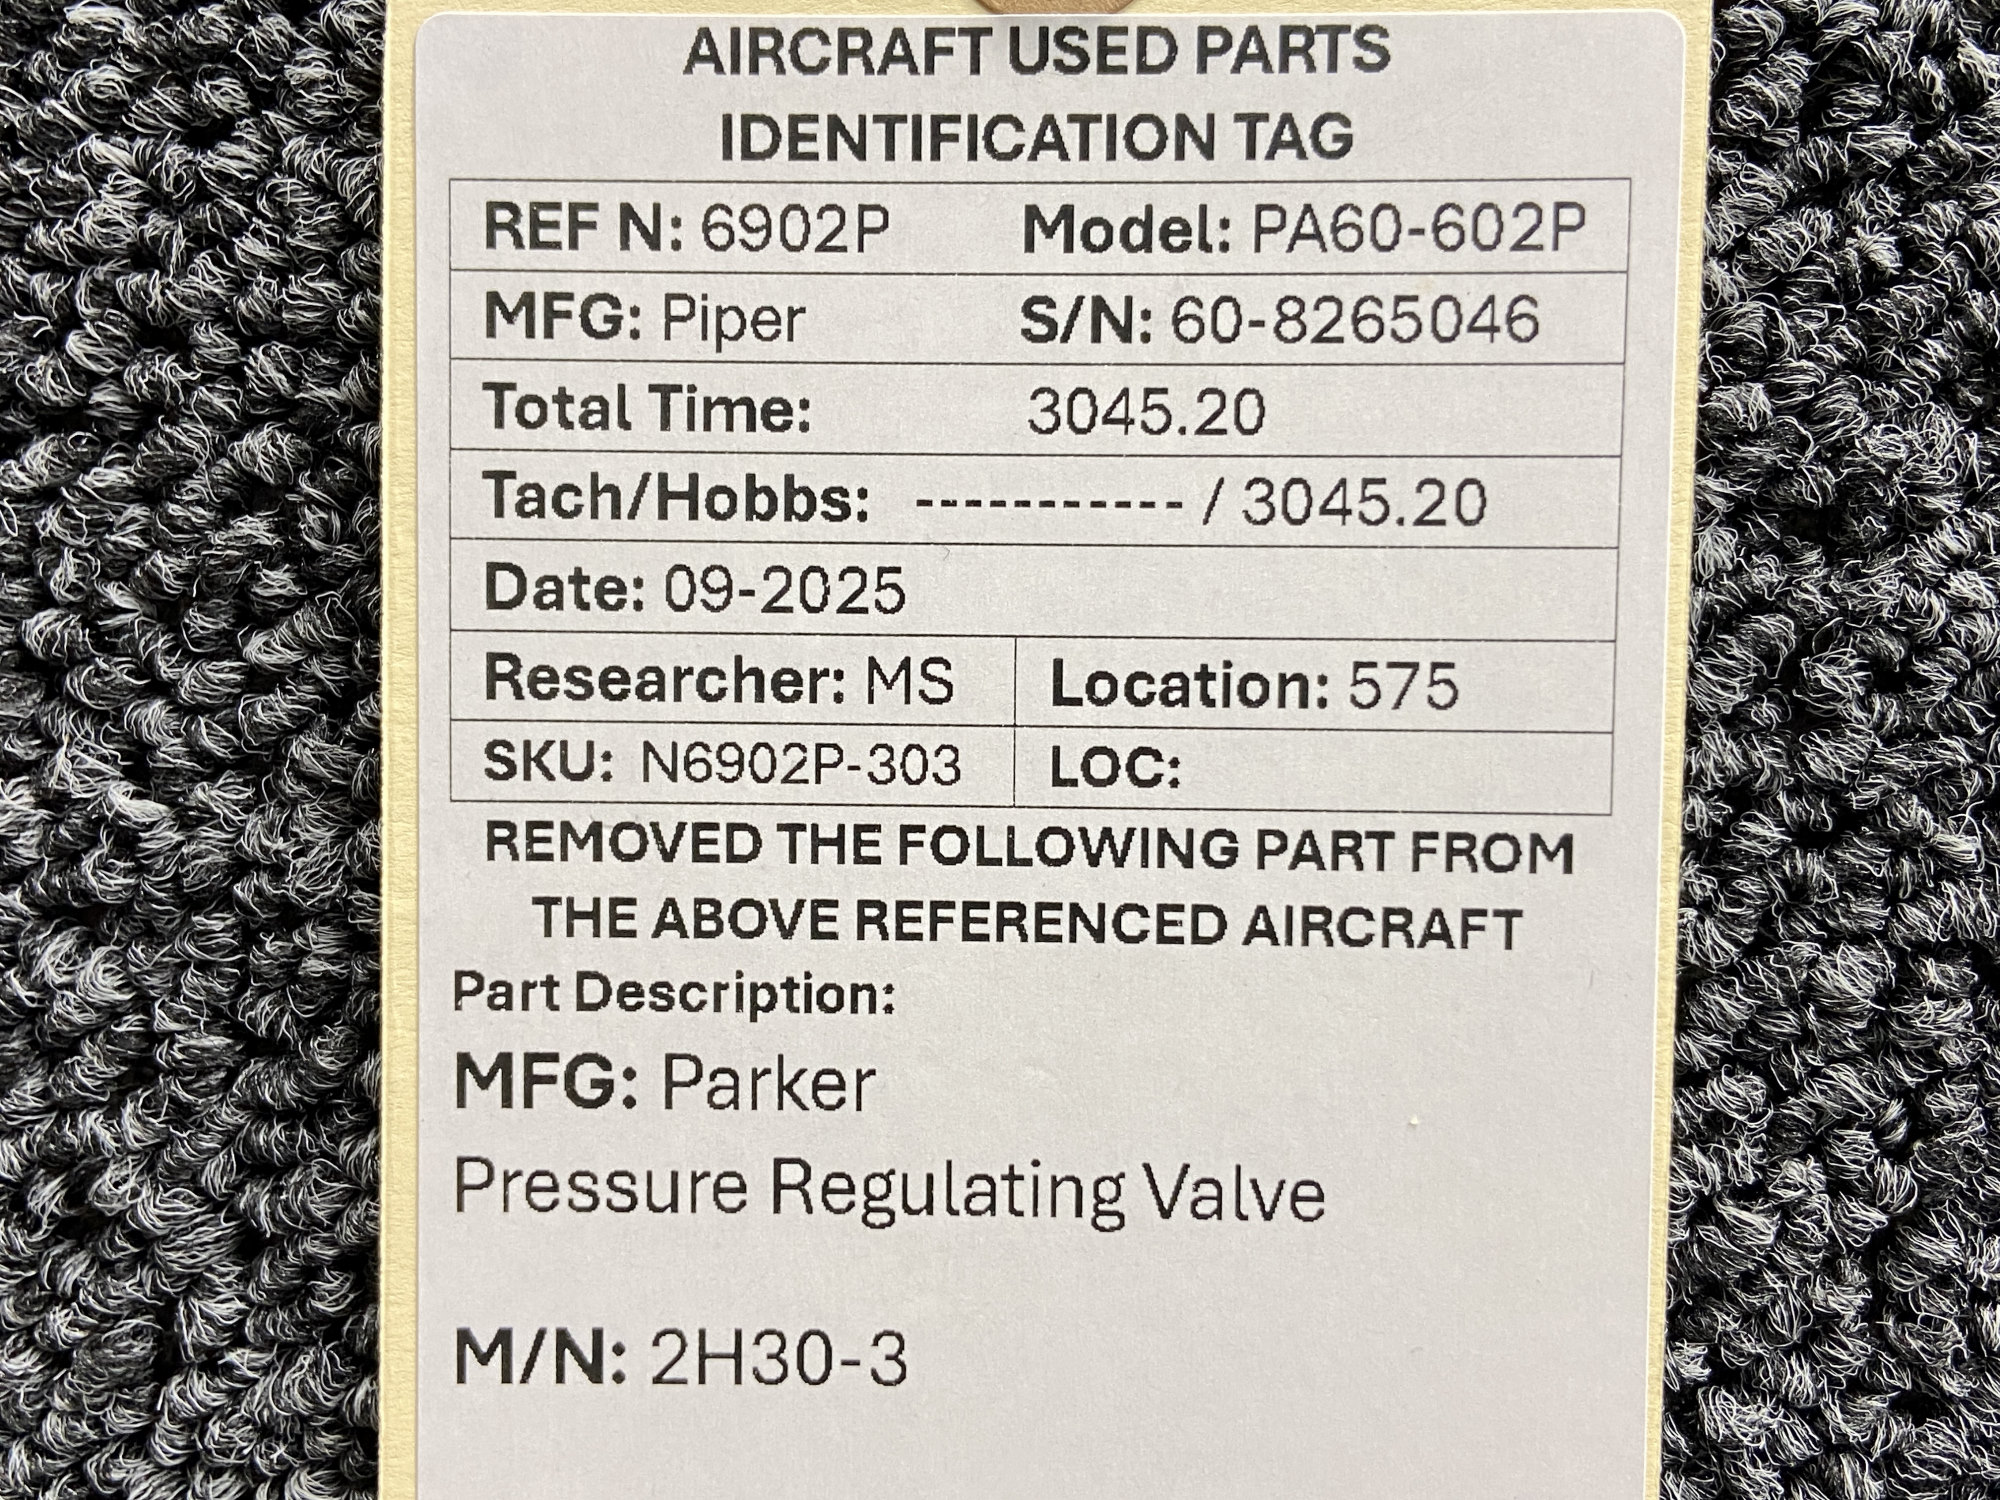 AIRCRAFT USED PARTS
IDENTIFICATION TAG
REF N: 6902P Model: PA60-602P
MFG: Piper S/N: 60-8265046
Total Time: 3045.20
Tach/Hobbs: ----------- / 3045.20
Date: 09-2025
Researcher: MS Location: 575
SKU: N6902P-303 LOC:
REMOVED THE FOLLOWING PART FROM
THE ABOVE REFERENCED AIRCRAFT
Part Description:
MFG: Parker
Pressure Regulating Valve
M/N: 2H30-3